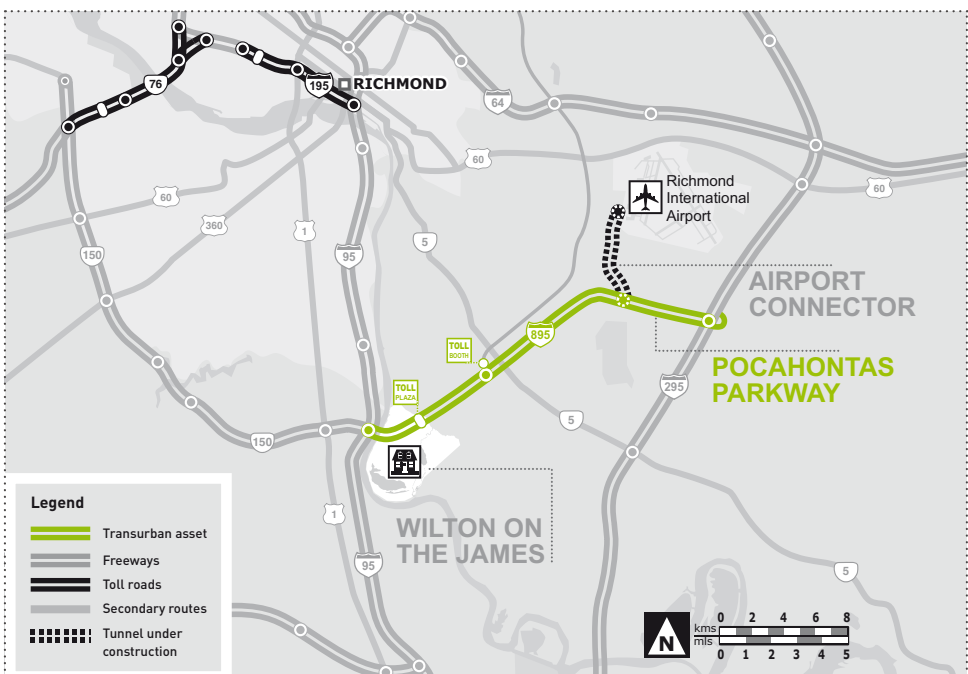 76
195
RICHMOND
64
60
60
60
360
1
5
Richmond
International
Airport
150
95
AIRPORT
CONNECTOR
895
TOLL
BOOTH
POCAHONTAS
PARKWAY
TOLL
PLAZA
295
5
150
1
WILTON ON
THE JAMES
95
5
Legend
Transurban asset
Freeways
Toll roads
Secondary routes
Tunnel under
construction
N
kms
0 2 4 6 8
mls
0 1 2 3 4 5